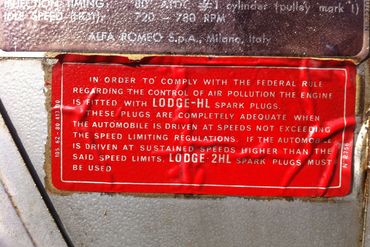 INJECTION TIMING: 80° ATDC #1 cylinder (pulley mark 1)
IDLE SPEED (HOT): 720 - 780 RPM
ALFA ROMEO S.p.A., Milano, Italy
IN ORDER TO COMPLY WITH THE FEDERAL RULE
REGARDING THE CONTROL OF AIR POLLUTION THE ENGINE
IS FITTED WITH LODGE-HL SPARK PLUGS.
THESE PLUGS ARE COMPLETELY ADEQUATE WHEN
THE AUTOMOBILE IS DRIVEN AT SPEEDS NOT EXCEEDING
THE SPEED LIMITING REGULATIONS. IF THE AUTOMOBILE
IS DRIVEN AT SUSTAINED SPEEDS HIGHER THAN THE
SAID SPEED LIMITS, LODGE 2HL SPARK PLUGS MUST
BE USED